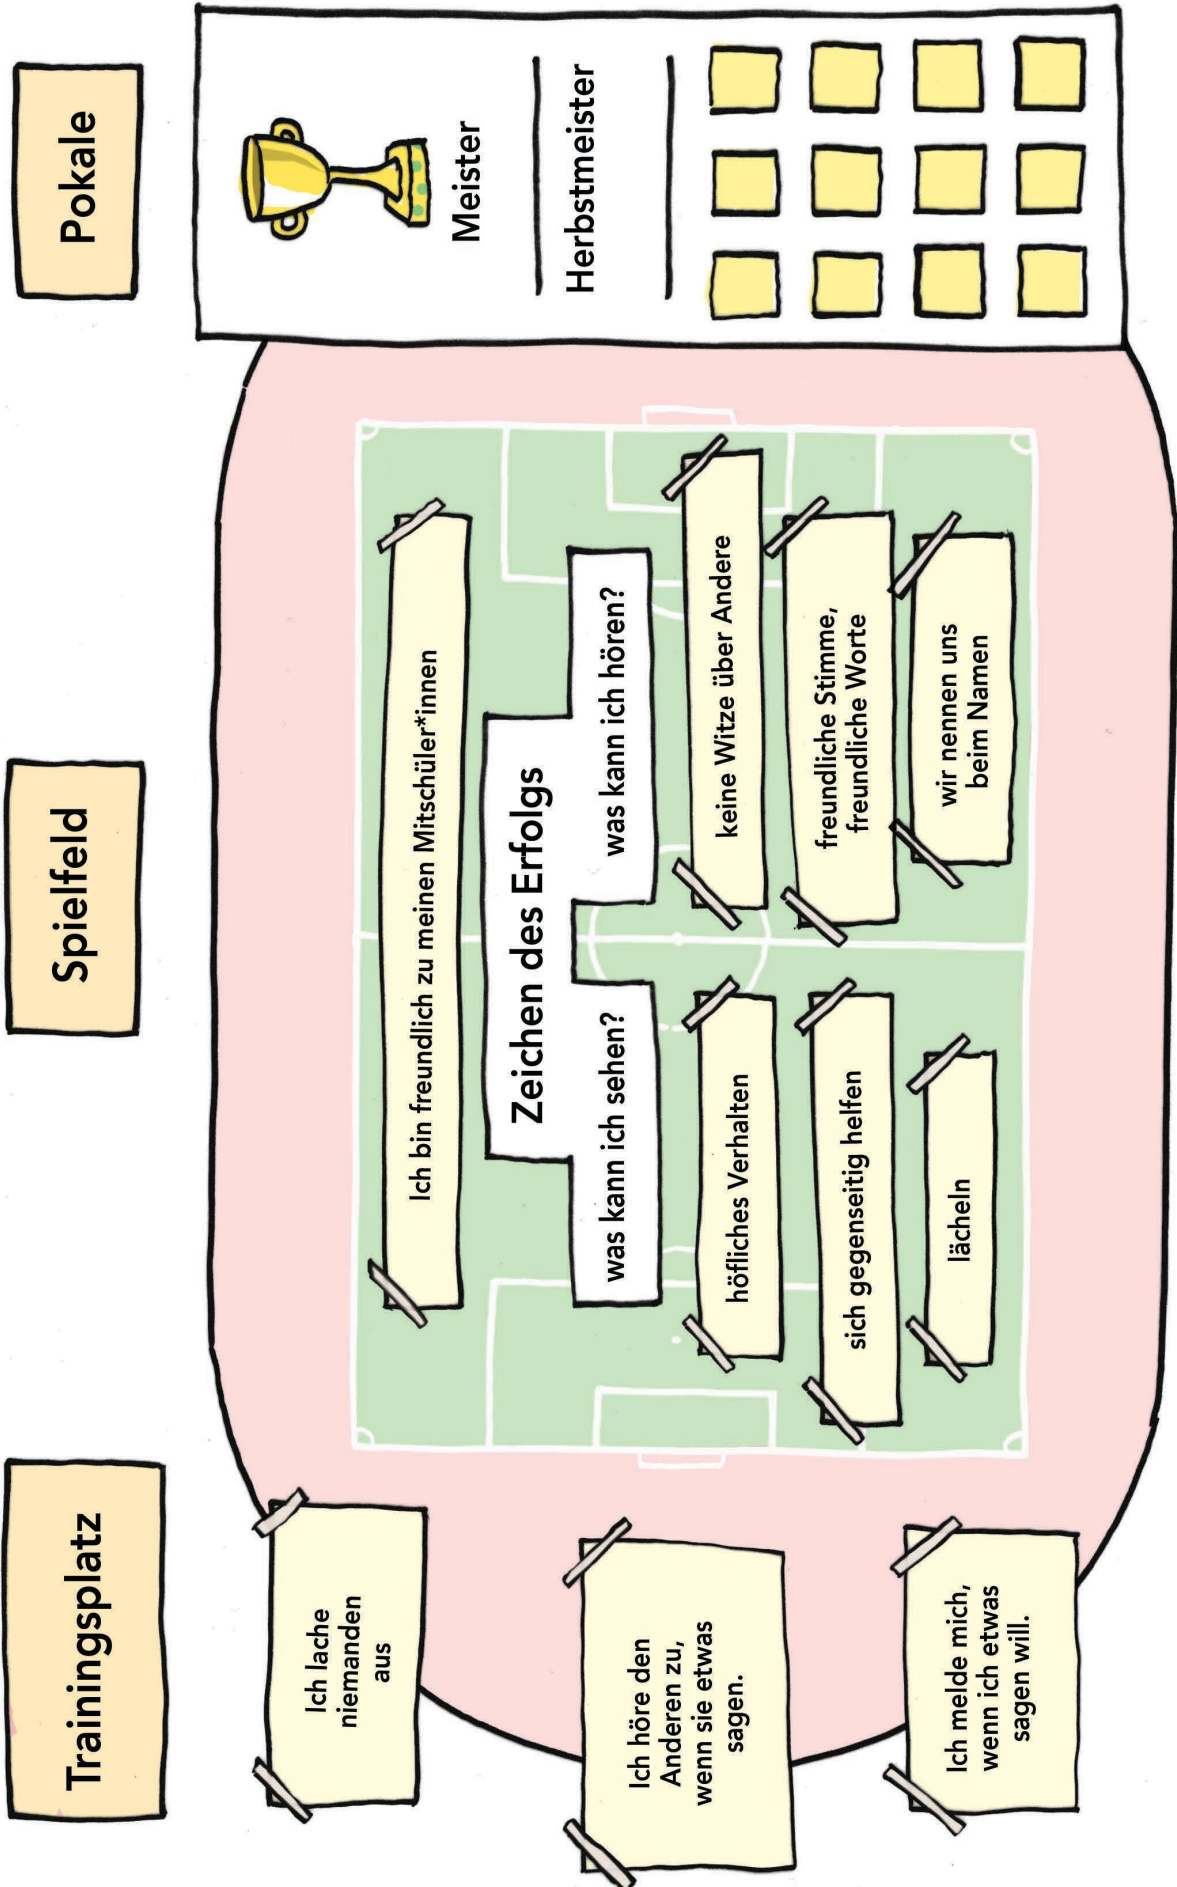 Trainingsplatz
Spielfeld
Pokale
Ich lache
niemanden
aus
Ich höre den
Anderen zu,
wenn sie etwas
sagen.
Ich melde mich,
wenn ich etwas
sagen will.
Ich bin freundlich zu meinen Mitschüler*innen
Zeichen des Erfolgs
was kann ich sehen?
was kann ich hören?
höfliches Verhalten
sich gegenseitig helfen
lächeln
keine Witze über Andere
freundliche Stimme,
freundliche Worte
wir nennen uns
beim Namen
Meister
Herbstmeister